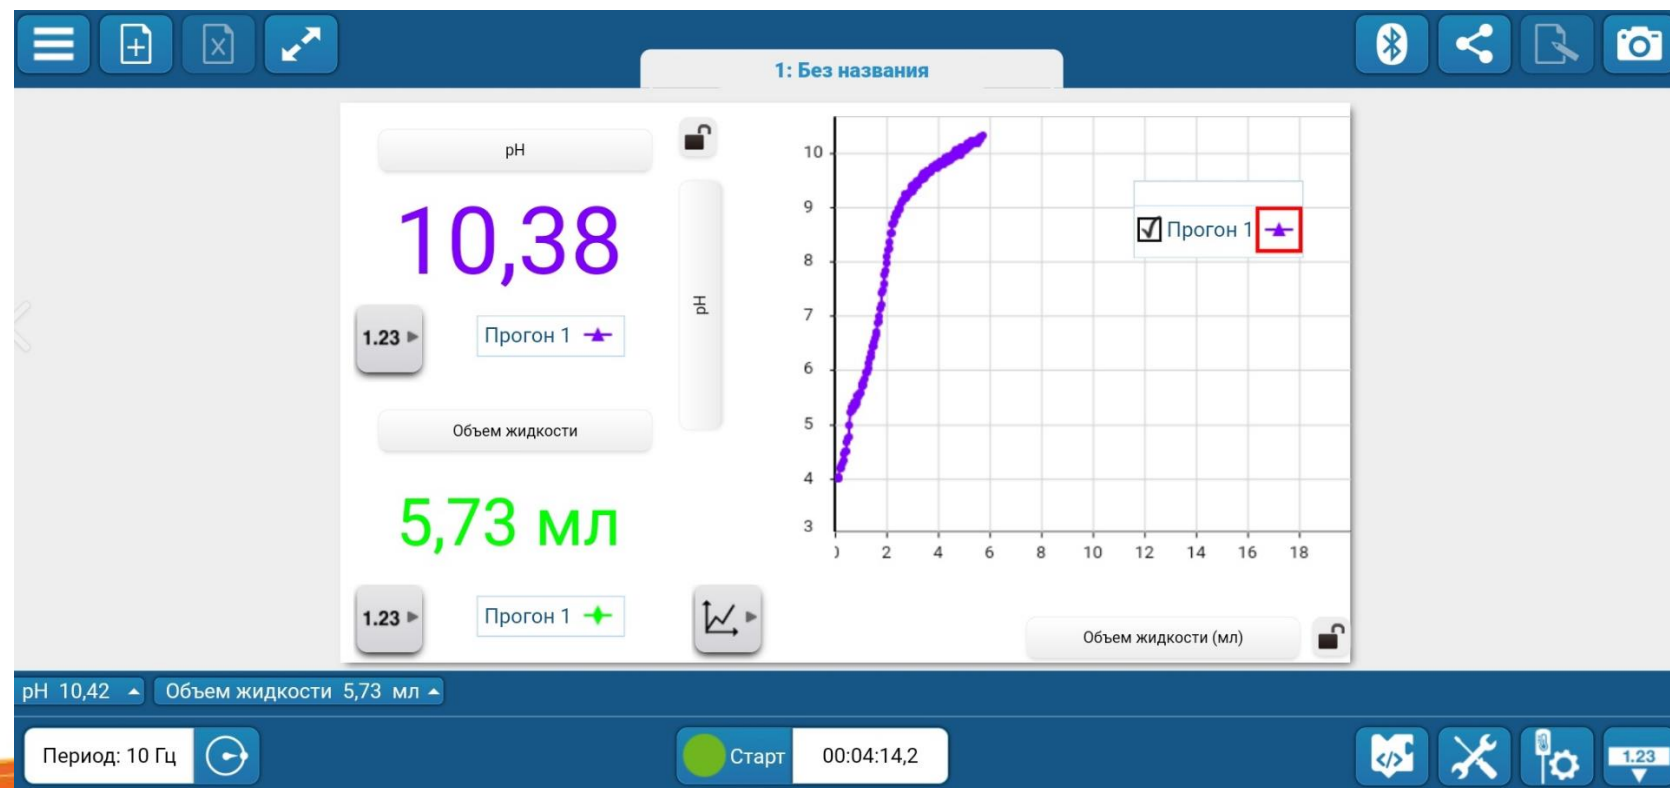 1: Без названия
pH
10,38
1.23
Прогон 1
Объем жидкости
5,73 мл
1.23
Прогон 1
pH
10
9
8
7
6
5
4
3
Прогон 1
0 2 4 6 8 10 12 14 16 18
Объем жидкости (мл)
pH 10,42
Объем жидкости 5,73 мл
Период: 10 Гц
Старт
00:04:14,2
</> 
1.23